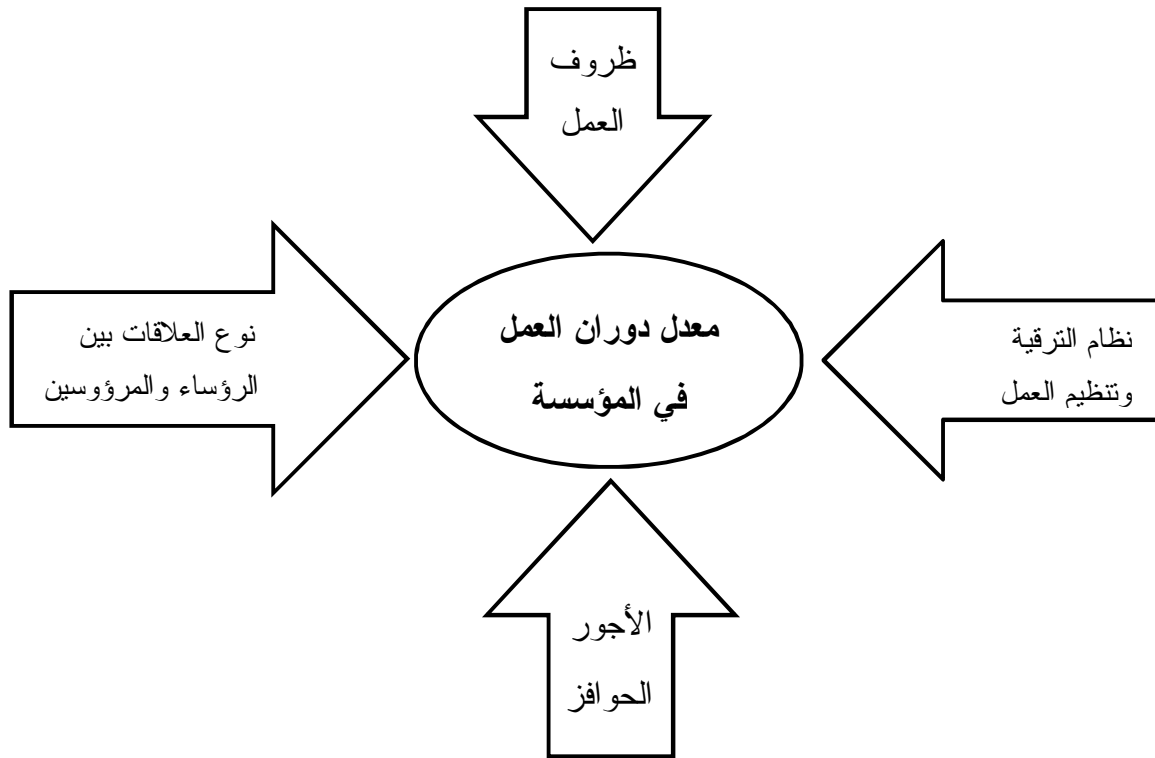 ظروف
العمل
نظام الترقية
وتنظيم العمل
معدل دوران العمل
في المؤسسة
نوع العلاقات بين
الرؤساء والمرؤوسين
الأجور
الحوافز